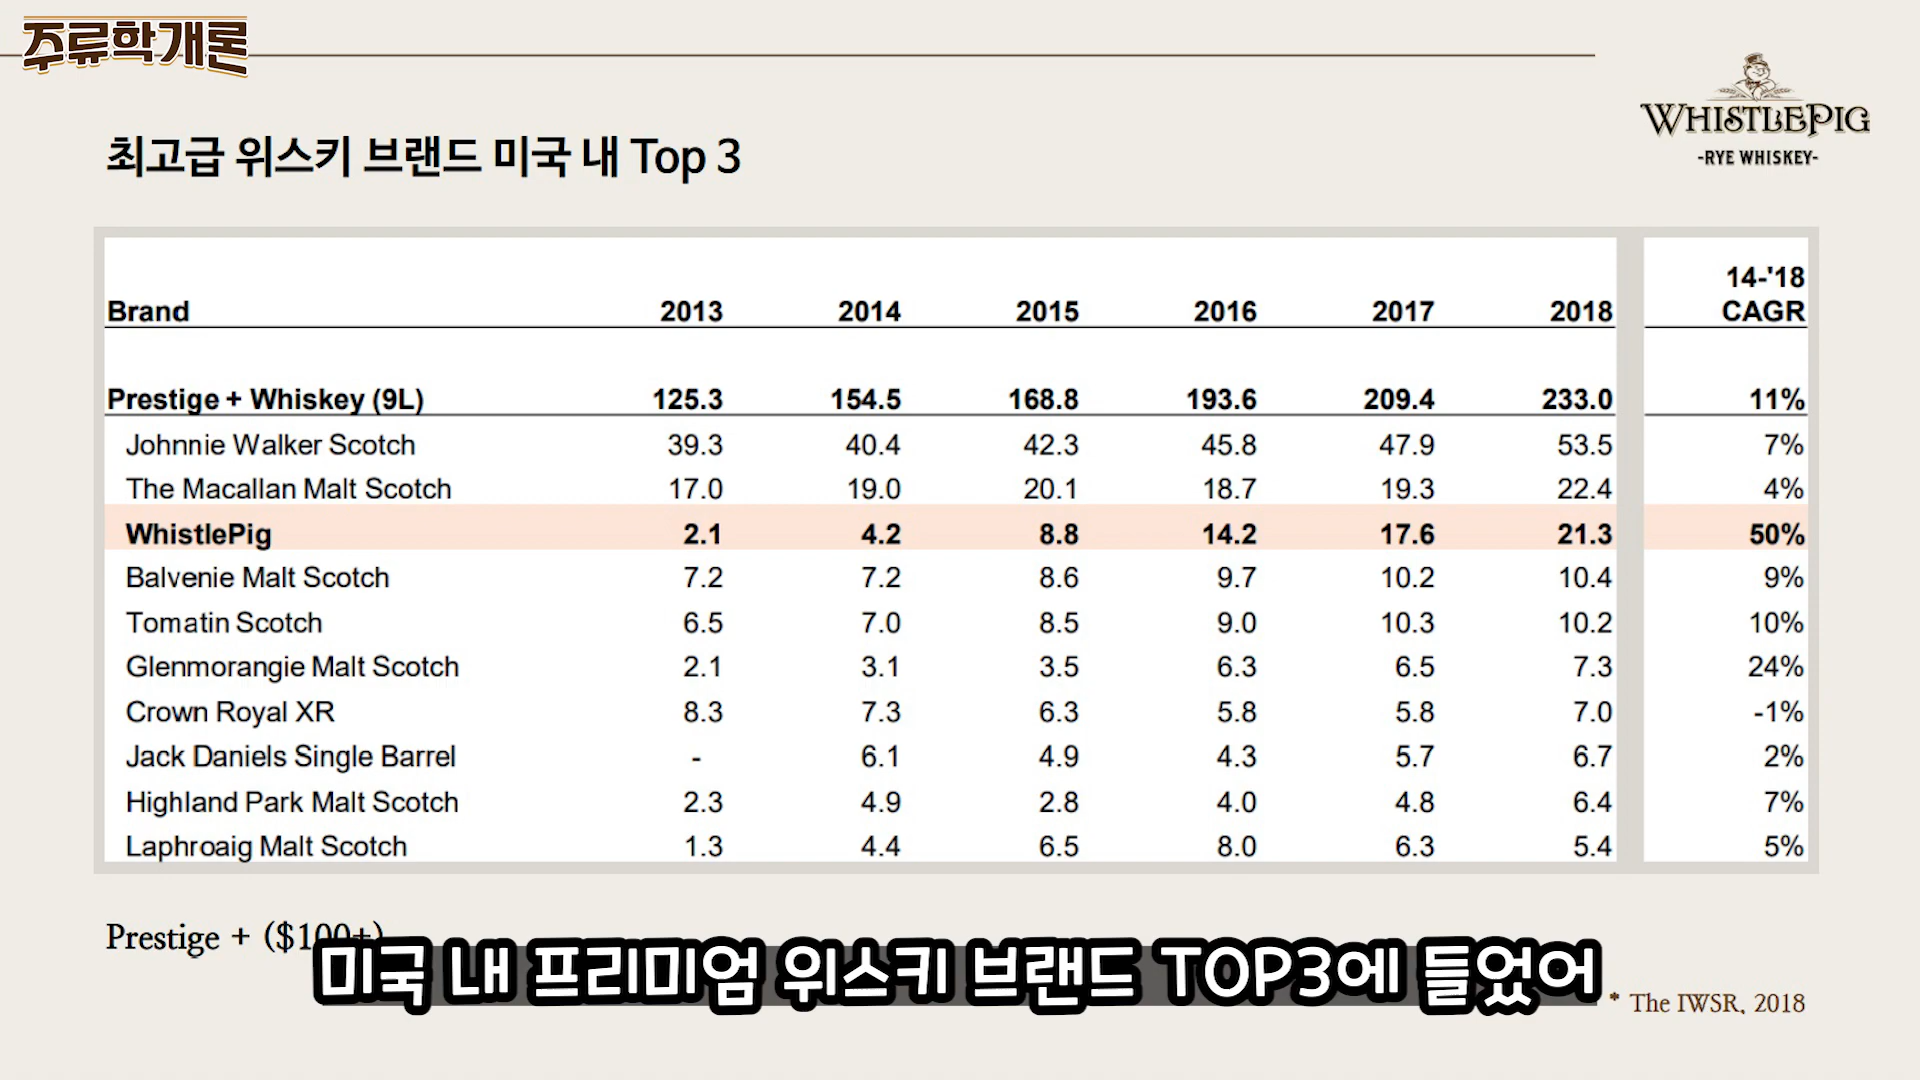 주류학개론
WHISTLEPIG
-RYE WHISKEY-
최고급 위스키 브랜드 미국 내 Top 3
14-'18
Brand 2013 2014 2015 2016 2017 2018 CAGR
Prestige + Whiskey (9L) 125.3 154.5 168.8 193.6 209.4 233.0 11%
Johnnie Walker Scotch 39.3 40.4 42.3 45.8 47.9 53.5 7%
The Macallan Malt Scotch 17.0 19.0 20.1 18.7 19.3 22.4 4%
WhistlePig 2.1 4.2 8.8 14.2 17.6 21.3 50%
Balvenie Malt Scotch 7.2 7.2 8.6 9.7 10.2 10.4 9%
Tomatin Scotch 6.5 7.0 8.5 9.0 10.3 10.2 10%
Glenmorangie Malt Scotch 2.1 3.1 3.5 6.3 6.5 7.3 24%
Crown Royal XR 8.3 7.3 6.3 5.8 5.8 7.0 -1%
Jack Daniels Single Barrel - 6.1 4.9 4.3 5.7 6.7 2%
Highland Park Malt Scotch 2.3 4.9 2.8 4.0 4.8 6.4 7%
Laphroaig Malt Scotch 1.3 4.4 6.5 8.0 6.3 5.4 5%
Prestige + ($100+)
미국 내 프리미엄 위스키 브랜드 TOP3에 들었어
* The IWSR, 2018